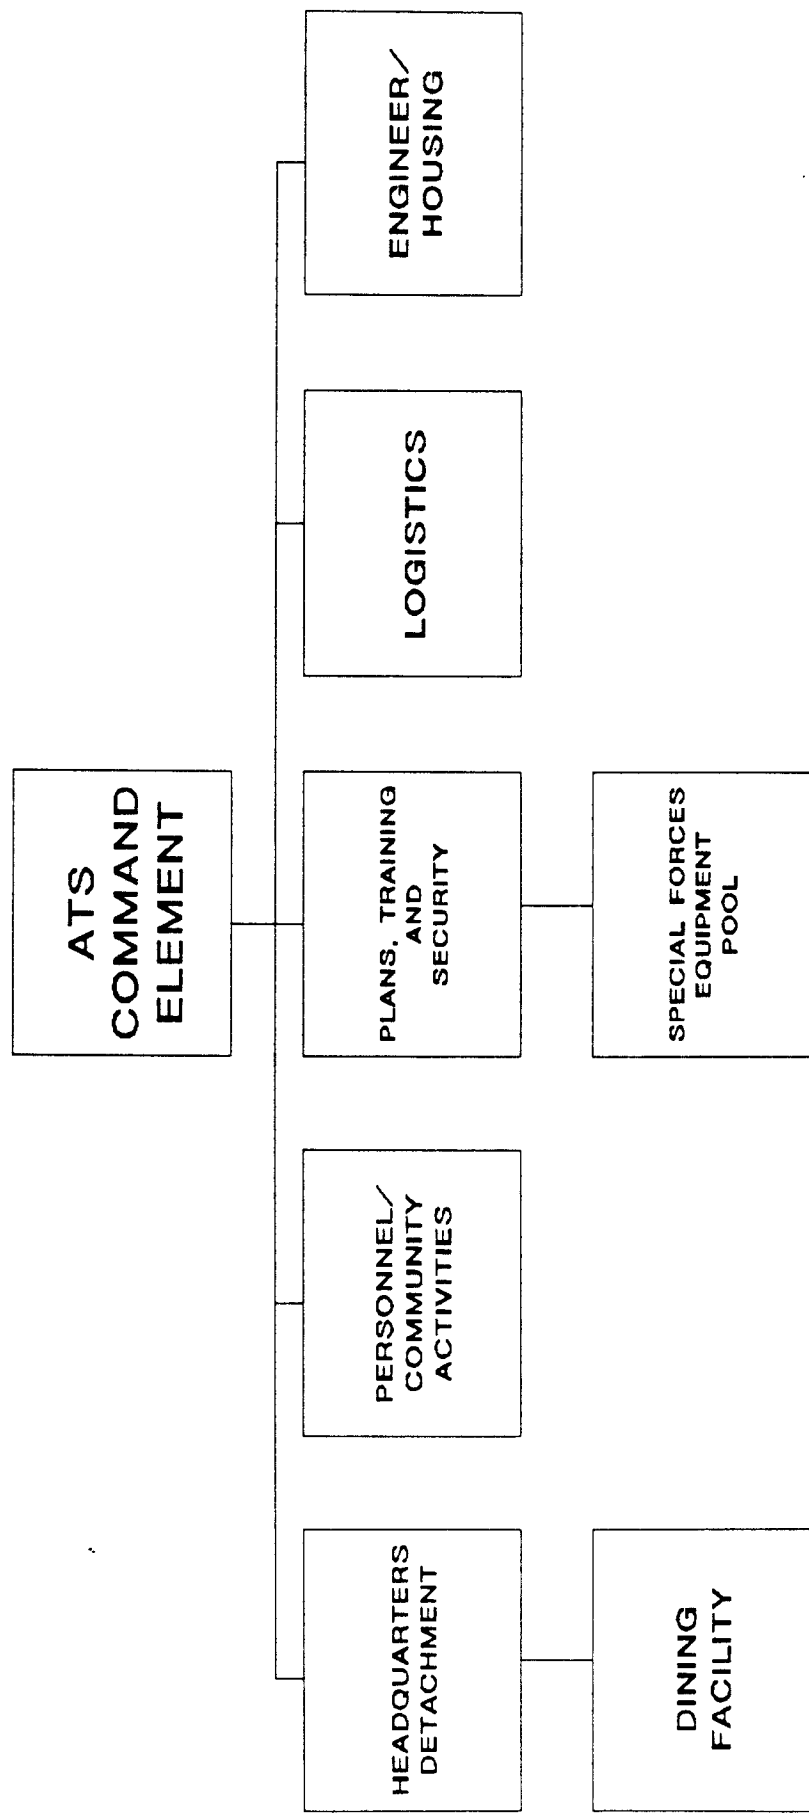 ATS
COMMAND
ELEMENT
HEADQUARTERS
DETACHMENT
PERSONNEL/
COMMUNITY
ACTIVITIES
PLANS, TRAINING
AND
SECURITY
LOGISTICS
ENGINEER/
HOUSING
DINING
FACILITY
SPECIAL FORCES
EQUIPMENT
POOL